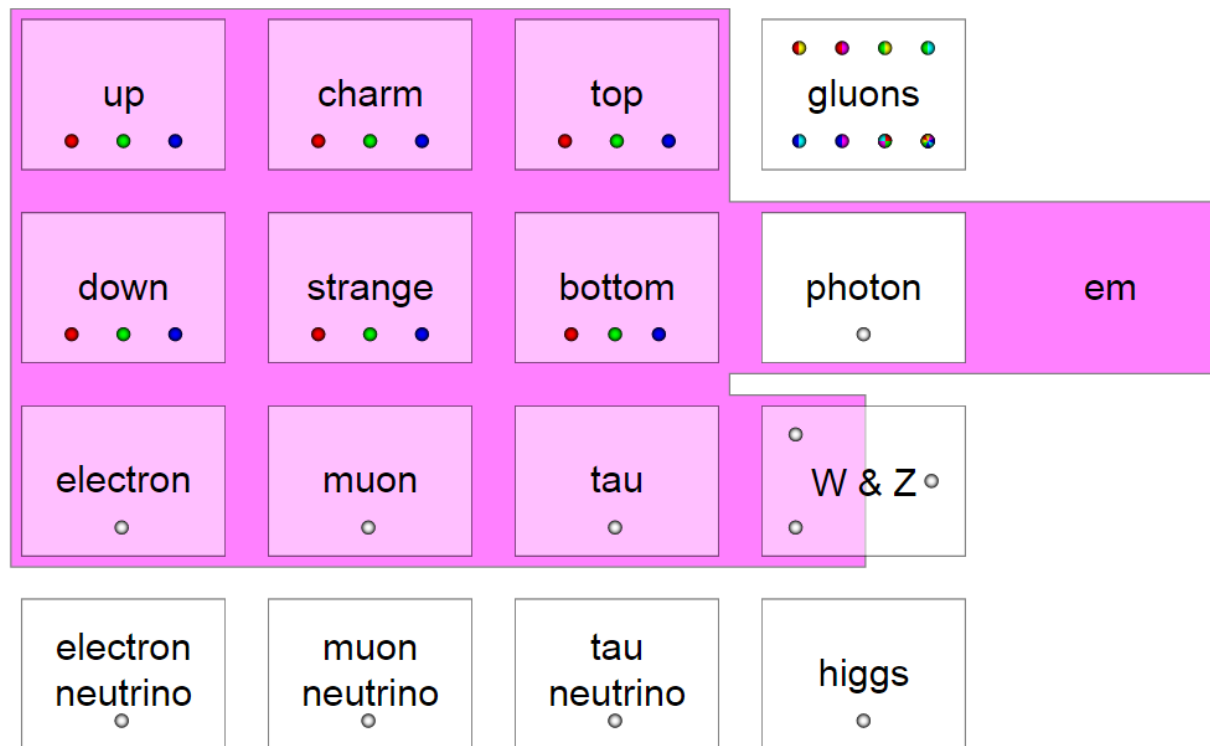 up
charm
top
gluons
down
strange
bottom
photon
em
electron
muon
tau
W & Z
electron
neutrino
muon
neutrino
tau
neutrino
higgs